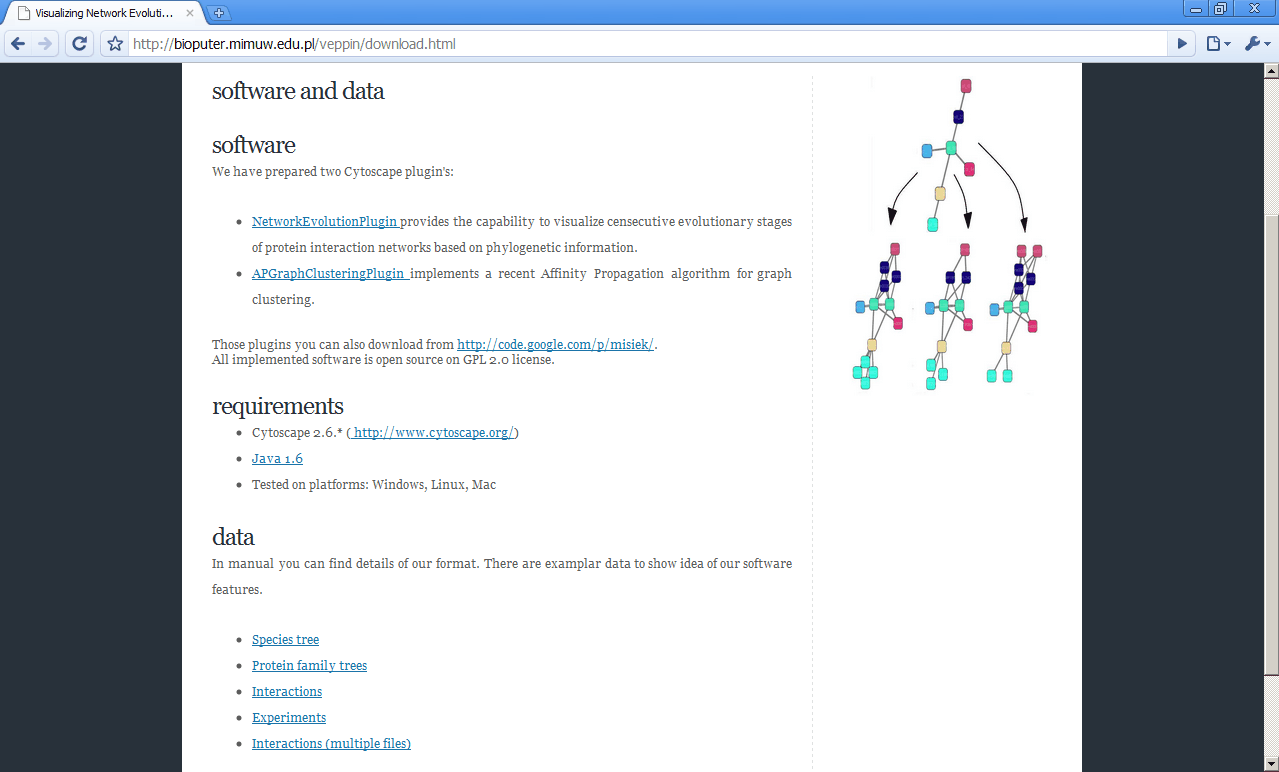 Visualizing Network Evoluti...
http://bioputer.mimuw.edu.pl/veppin/download.html
software and data
software
We have prepared two Cytoscape plugin's:
NetworkEvolutionPlugin provides the capability to visualize censecutive evolutionary stages
of protein interaction networks based on phylogenetic information.
APGraphClusteringPlugin implements a recent Affinity Propagation algorithm for graph
clustering.
Those plugins you can also download from http://code.google.com/p/misiek/.
All implemented software is open source on GPL 2.0 license.
requirements
Cytoscape 2.6.* ( http://www.cytoscape.org/)
Java 1.6
Tested on platforms: Windows, Linux, Mac
data
In manual you can find details of our format. There are examplar data to show idea of our software
features.
Species tree
Protein family trees
Interactions
Experiments
Interactions (multiple files)